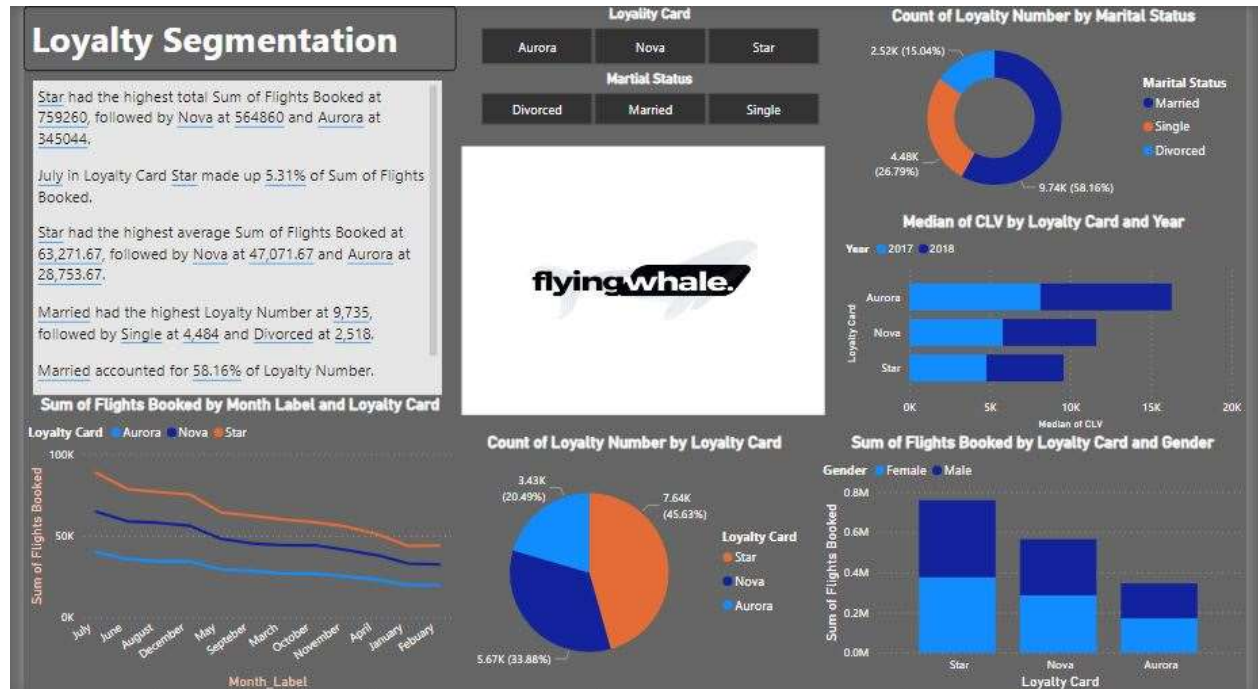 Loyalty Segmentation
Star had the highest total Sum of Flights Booked at
759260, followed by Nova at 564860 and Aurora at
345044.
July in Loyalty Card Star made up 5.31% of Sum of Flights
Booked.
Star had the highest average Sum of Flights Booked at
63,271.67, followed by Nova at 47,071.67 and Aurora at
28,753.67.
Married had the highest Loyalty Number at 9,735,
followed by Single at 4,484 and Divorced at 2,518.
Married accounted for 58.16% of Loyalty Number.
Loyality Card
Aurora Nova Star
Martial Status
Divorced Married Single
flyingwhale.
Count of Loyalty Number by Marital Status
2.52K (15.04%)
4.48K
(26.79%)
9.74K (58.16%)
Marital Status
Married
Single
Divorced
Median of CLV by Loyalty Card and Year
Year 2017 2018
Loyalty Card
Aurora
Nova
Star
0K 5K 10K 15K 20K
Median of CLV
Sum of Flights Booked by Month Label and Loyalty Card
Loyalty Card Aurora Nova Star
Sum of Flights Booked
100K
50K
0K
July June August December May Septeber March October November April January Febuary
Month_Label
Count of Loyalty Number by Loyalty Card
3.43K
(20.49%)
7.64K
(45.63%)
5.67K (33.88%)
Loyalty Card
Star
Nova
Aurora
Sum of Flights Booked by Loyalty Card and Gender
Gender Female Male
Sum of Flights Booked
0.8M
0.6M
0.4M
0.2M
0.0M
Star Nova Aurora
Loyalty Card